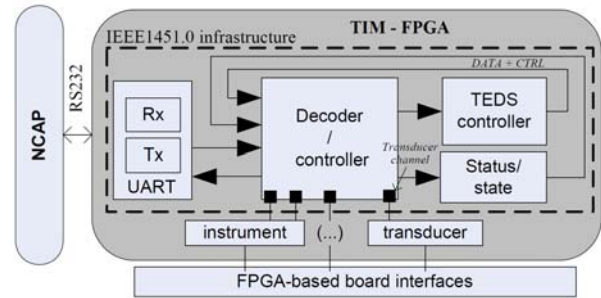 TIM - FPGA
IEEE1451.0 infrastructure
DATA + CTRL
NCAP
RS232
Rx
Tx
UART
Decoder
/
controller
TEDS
controller
Transducer
channel
Status/
state
instrument
(...)
transducer
FPGA-based board interfaces